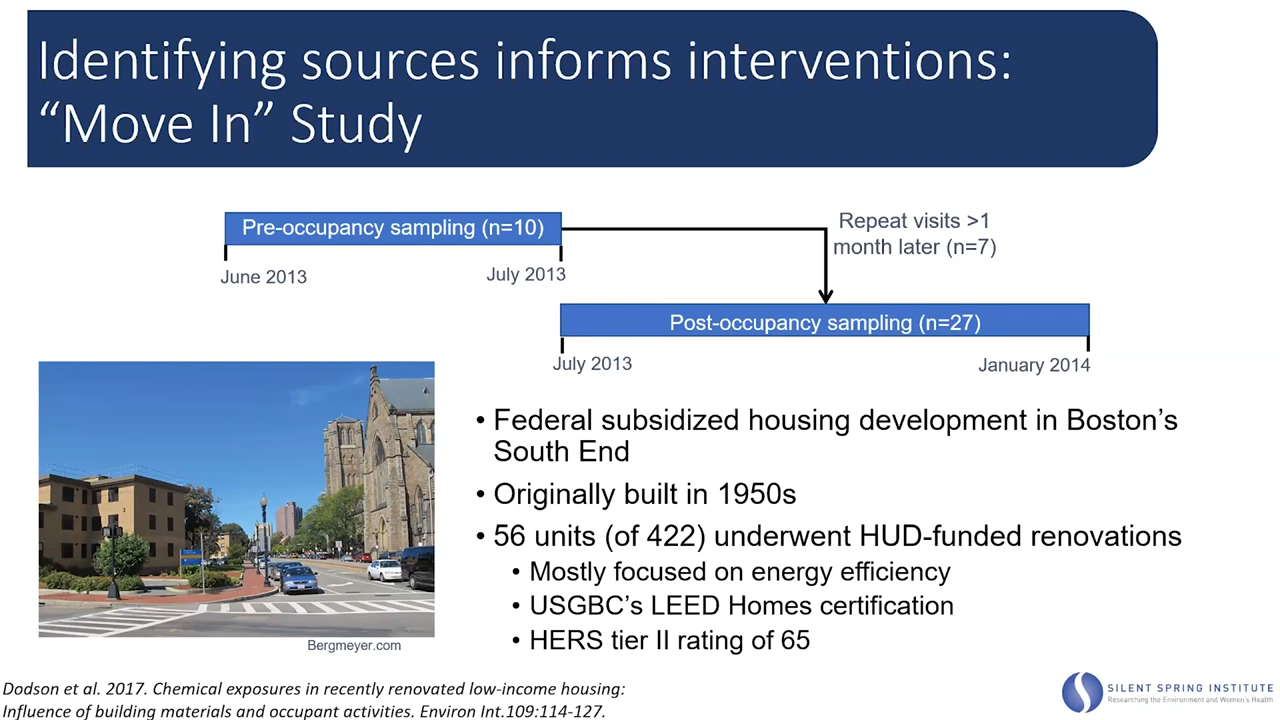 Identifying sources informs interventions:
“Move In” Study
Pre-occupancy sampling (n=10)
June 2013
July 2013
Repeat visits >1
month later (n=7)
Post-occupancy sampling (n=27)
July 2013
January 2014
• Federal subsidized housing development in Boston’s
South End
• Originally built in 1950s
• 56 units (of 422) underwent HUD-funded renovations
• Mostly focused on energy efficiency
• USGBC’s LEED Homes certification
• HERS tier II rating of 65
Bergmeyer.com
Dodson et al. 2017. Chemical exposures in recently renovated low-income housing:
Influence of building materials and occupant activities. Environ Int.109:114-127.
SILENT SPRING INSTITUTE
Researching the Environment and Women's Health